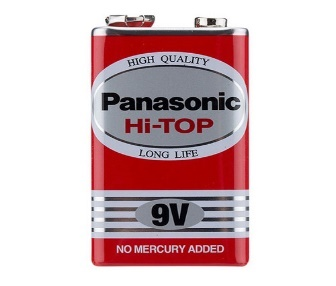 HIGH QUALITY
Panasonic
Hi-TOP
LONG LIFE
9V
NO MERCURY ADDED